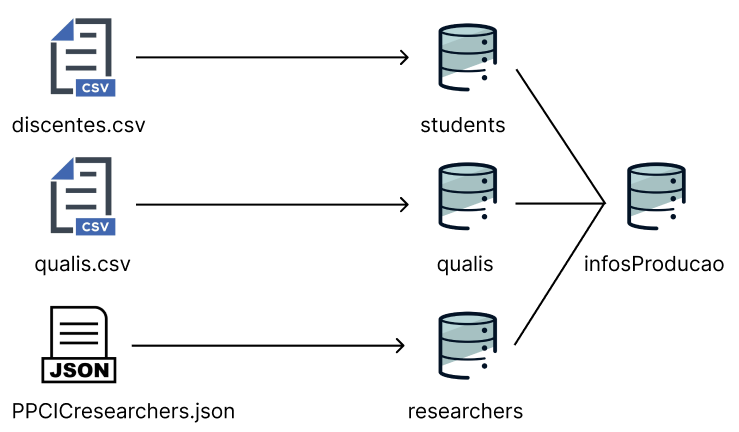 CSV
discentes.csv
students
CSV
qualis.csv
qualis
infosProducao
JSON
PPCICresearchers.json
researchers